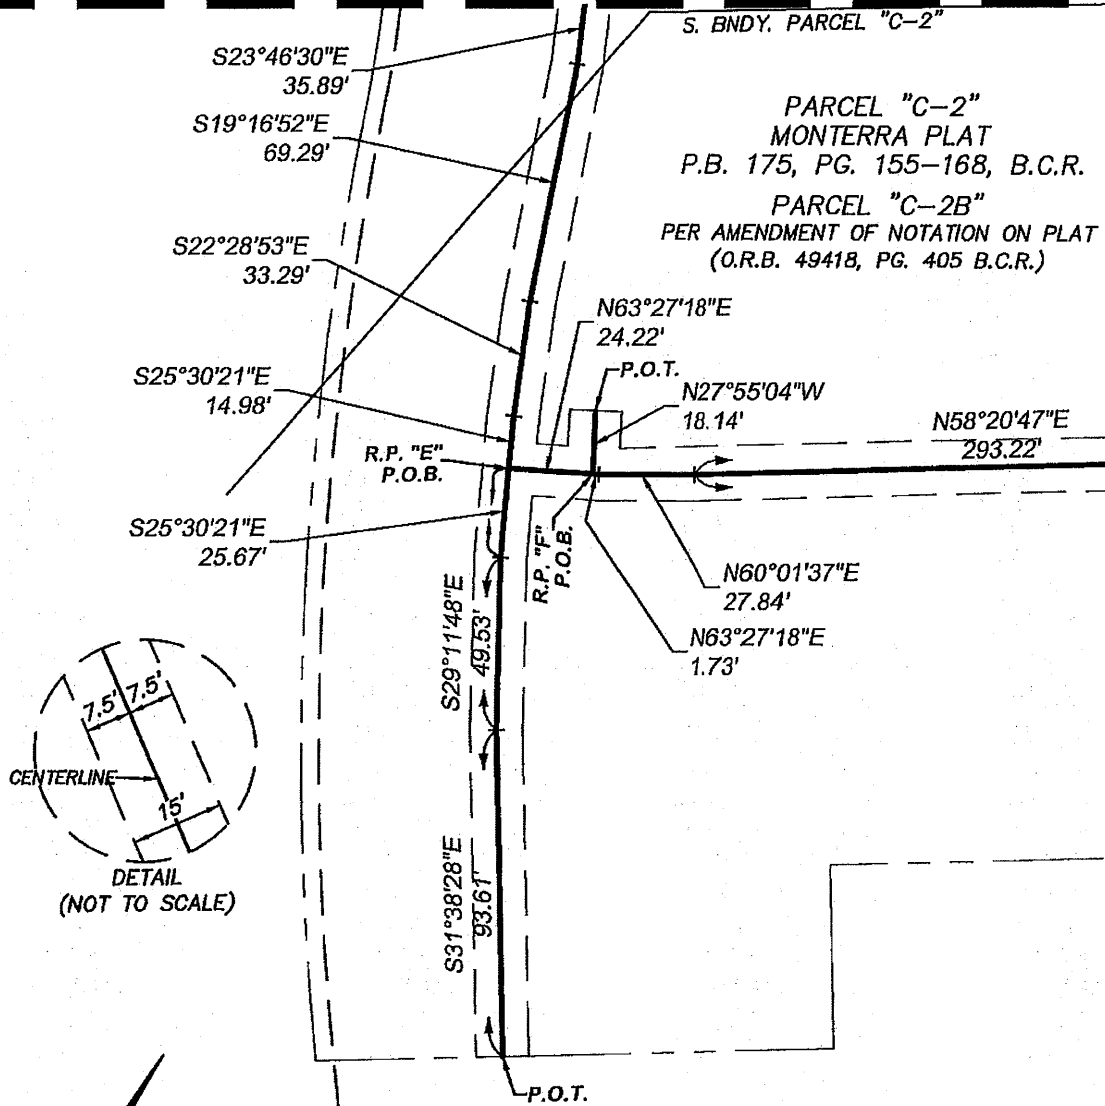 S. BNDY. PARCEL "C-2"
S23°46'30"E
35.89'
S19°16'52"E
69.29'
PARCEL "C-2"
MONTERRA PLAT
P.B. 175, PG. 155-168, B.C.R.
PARCEL "C-2B"
PER AMENDMENT OF NOTATION ON PLAT
(O.R.B. 49418, PG. 405 B.C.R.)
S22°28'53"E
33.29'
N63°27'18"E
24.22'
P.O.T.
N27°55'04"W
18.14'
S25°30'21"E
14.98'
N58°20'47"E
293.22'
R.P. "E"
P.O.B.
S25°30'21"E
25.67'
R.P. "F"
P.O.B.
N60°01'37"E
27.84'
N63°27'18"E
1.73'
S29°11'48"E
49.53'
7.5' 7.5'
CENTERLINE
15'
DETAIL
(NOT TO SCALE)
S31°38'28"E
93.61'
P.O.T.